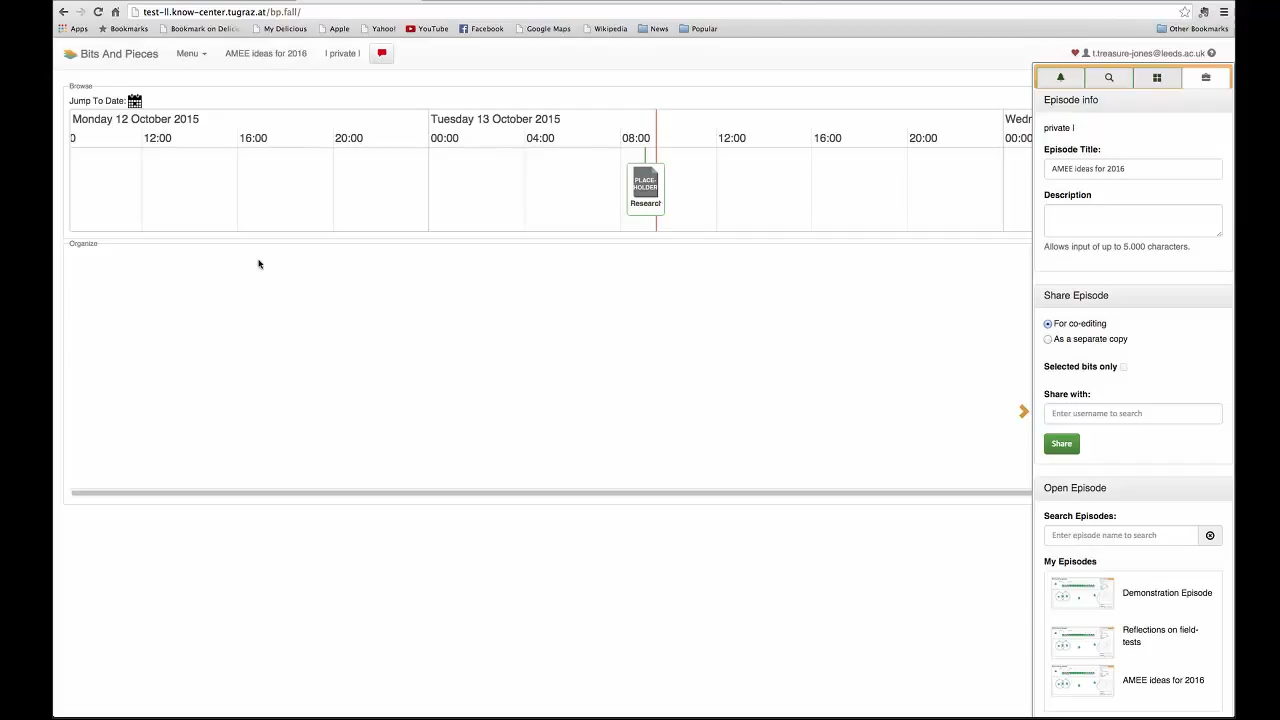 test-ll.know-center.tugraz.at/bp.fall/
Apps Bookmarks Bookmark on Delic My Delicious Apple Yahoo! YouTube Facebook Google Maps Wikipedia News Popular Other Bookmarks
Bits And Pieces Menu AMEE ideas for 2016 | private | t.treasure-jones@leeds.ac.uk
Browse
Jump To Date:
Monday 12 October 2015 Tuesday 13 October 2015 Wedn
0 12:00 16:00 20:00 00:00 04:00 08:00 12:00 16:00 20:00 00:00
PLACE-
HOLDER
Research
Organize
Episode info
private |
Episode Title:
AMEE ideas for 2016
Description
Allows input of up to 5.000 characters.
Share Episode
For co-editing
As a separate copy
Selected bits only
Share with:
Enter username to search
Share
Open Episode
Search Episodes:
Enter episode name to search
My Episodes
Demonstration Episode
Reflections on field-
tests
AMEE ideas for 2016